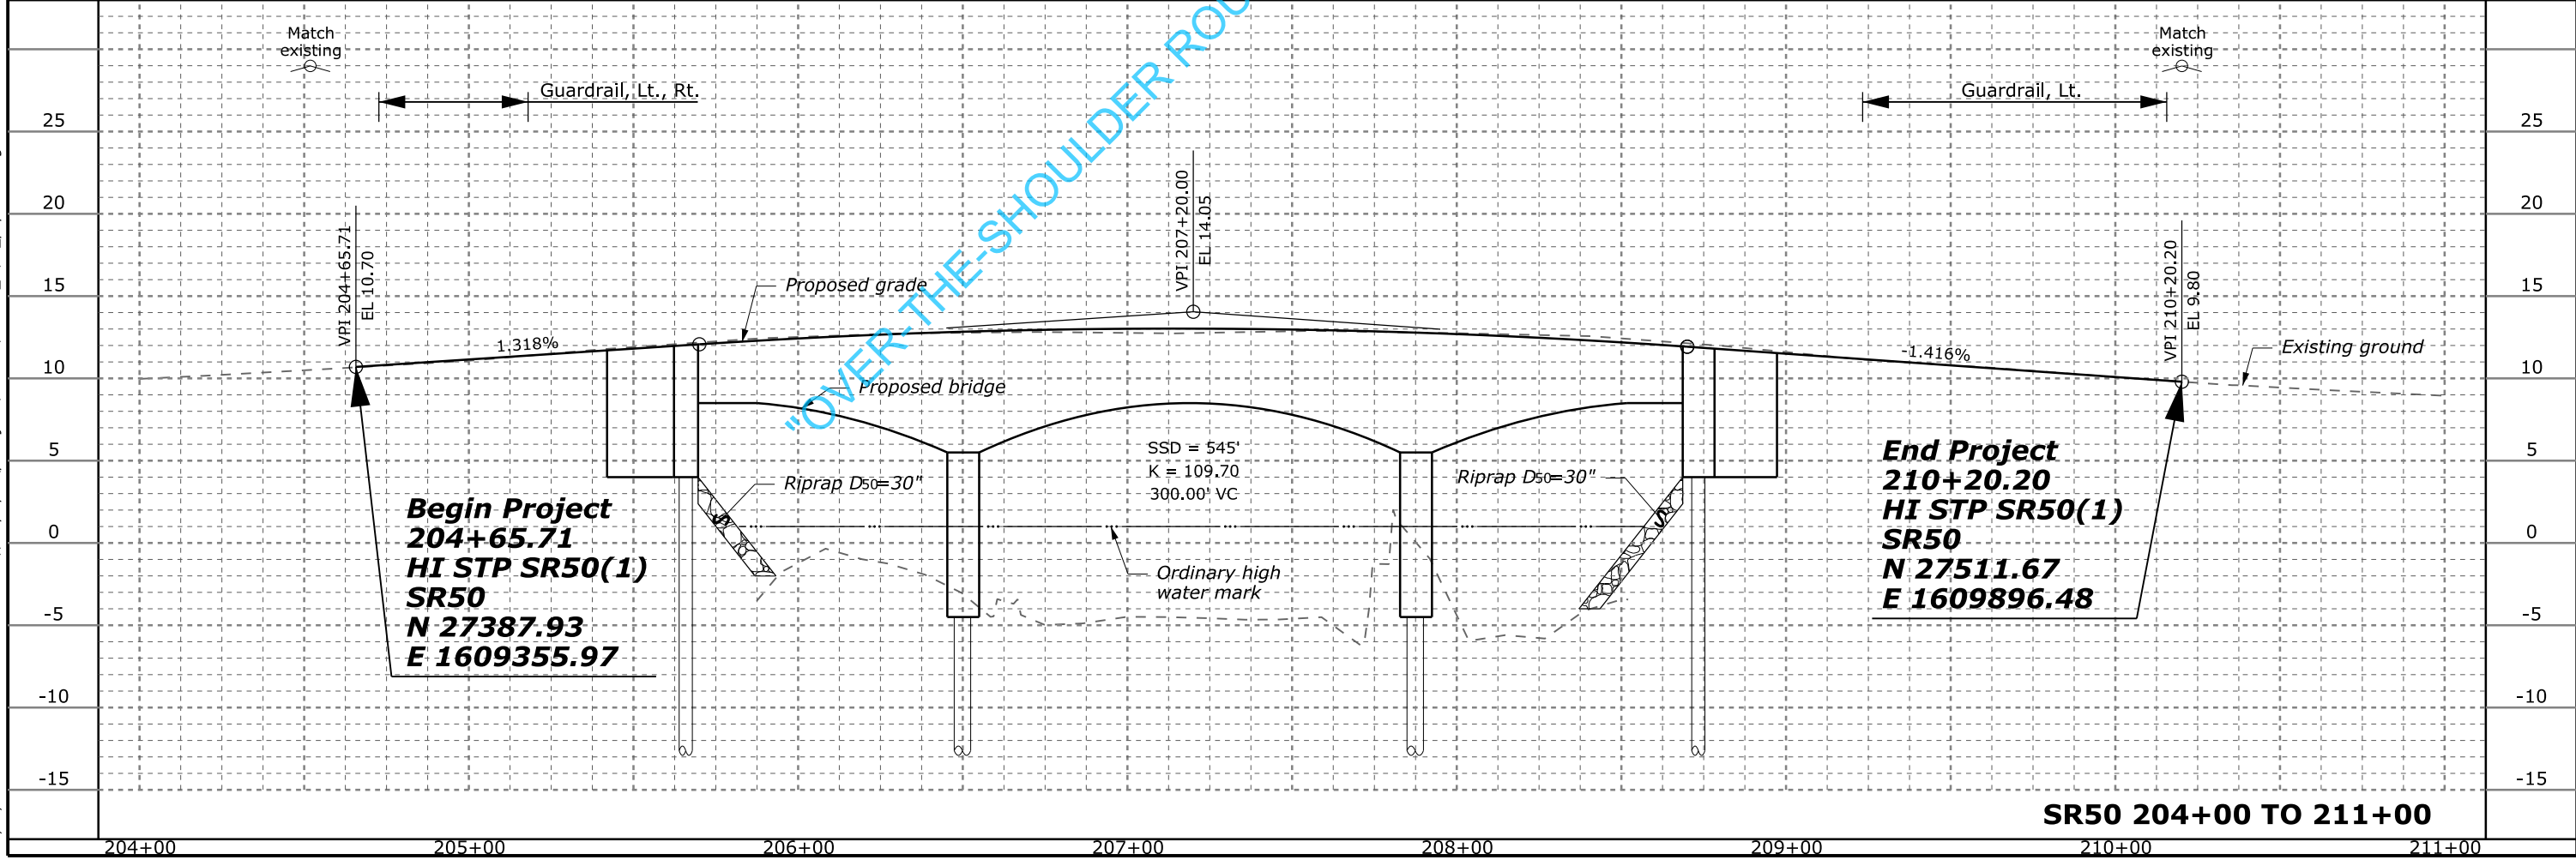 Match
existing
Guardrail, Lt., Rt.
"OVER-THE-SHOULDER
Match
existing
Guardrail, Lt.
25
20
15
10
5
0
-5
-10
-15
25
20
15
10
5
0
-5
-10
-15
VPI 204+65.71
EL 10.70
1.318%
Proposed grade
VPI 207+20.00
EL 14.05
-1.416%
VPI 210+20.20
EL 9.80
Existing ground
Proposed bridge
SSD = 545'
K = 109.70
300.00' VC
Riprap D50=30"
Riprap D50=30"
S
S
Ordinary high
water mark
Begin Project
204+65.71
HI STP SR50(1)
SR50
N 27387.93
E 1609355.97
End Project
210+20.20
HI STP SR50(1)
SR50
N 27511.67
E 1609896.48
SR50 204+00 TO 211+00
204+00
205+00
206+00
207+00
208+00
209+00
210+00
211+00